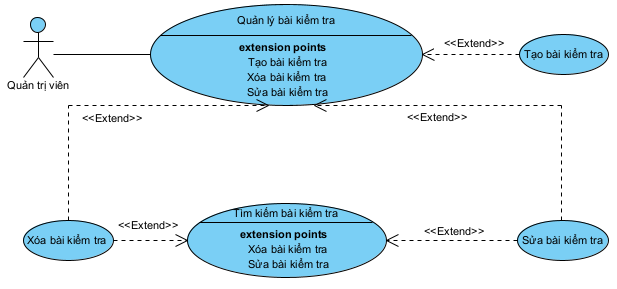 Quản lý bài kiểm tra
extension points
Tạo bài kiểm tra
Xóa bài kiểm tra
Sửa bài kiểm tra
<<Extend>>
Tạo bài kiểm tra
Quản trị viên
<<Extend>>
<<Extend>>
Tìm kiếm bài kiểm tra
extension points
Xóa bài kiểm tra
Sửa bài kiểm tra
Xóa bài kiểm tra
<<Extend>>
<<Extend>>
Sửa bài kiểm tra